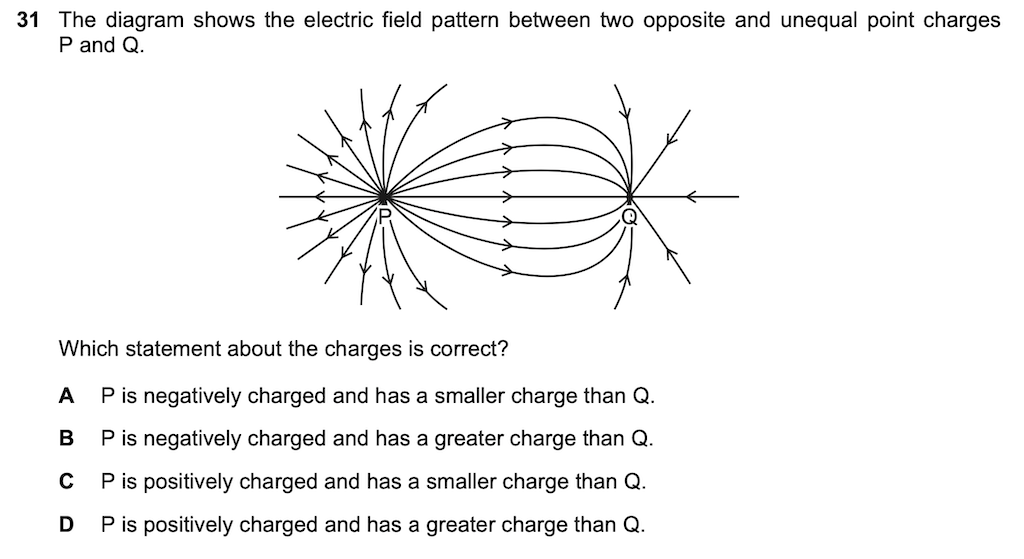 31 The diagram shows the electric field pattern between two opposite and unequal point charges
P and Q.
P
Q
Which statement about the charges is correct?
A P is negatively charged and has a smaller charge than Q.
B P is negatively charged and has a greater charge than Q.
C P is positively charged and has a smaller charge than Q.
D P is positively charged and has a greater charge than Q.